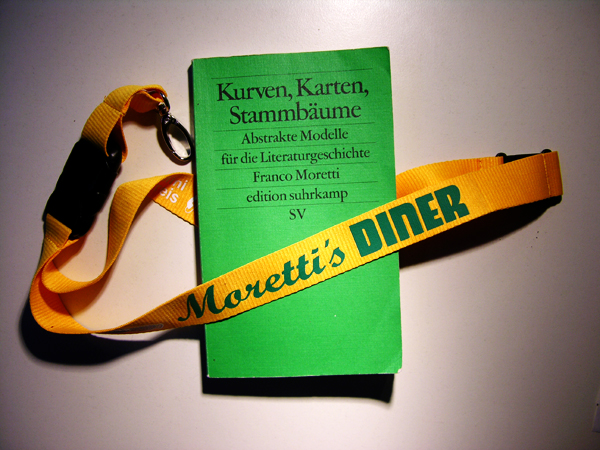 Kurven, Karten,
Stammbäume
Abstrakte Modelle
für die Literaturgeschichte
Franco Moretti
edition suhrkamp
SV
Moretti's DINER